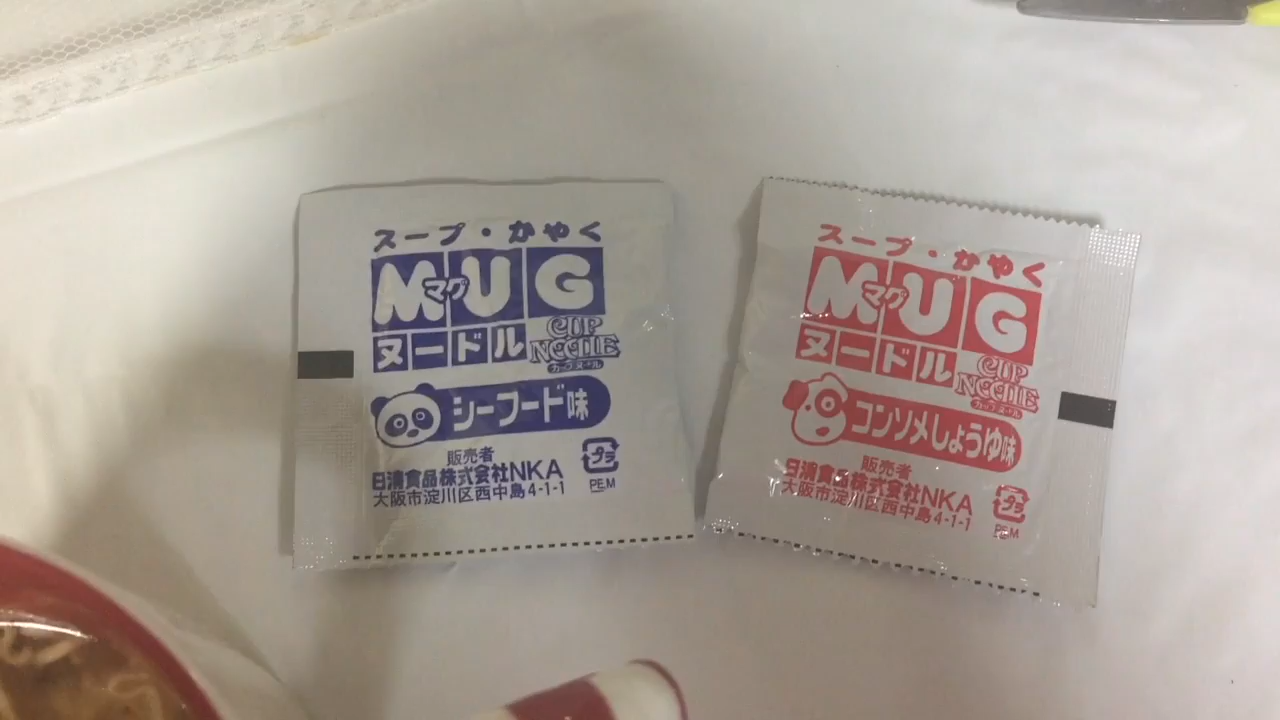 スープ・かやく
MUG
マグ
ヌードル
CUP
NOODLE
カップヌードル
シーフード味
販売者
日清食品株式会社NKA
大阪市淀川区西中島4-1-1
プラ
PE.M
スープ・かやく
MUG
マグ
ヌードル
CUP
NOODLE
カップヌードル
コンソメしょうゆ味
販売者
日清食品株式会社NKA
大阪市淀川区西中島4-1-1
プラ
PE.M